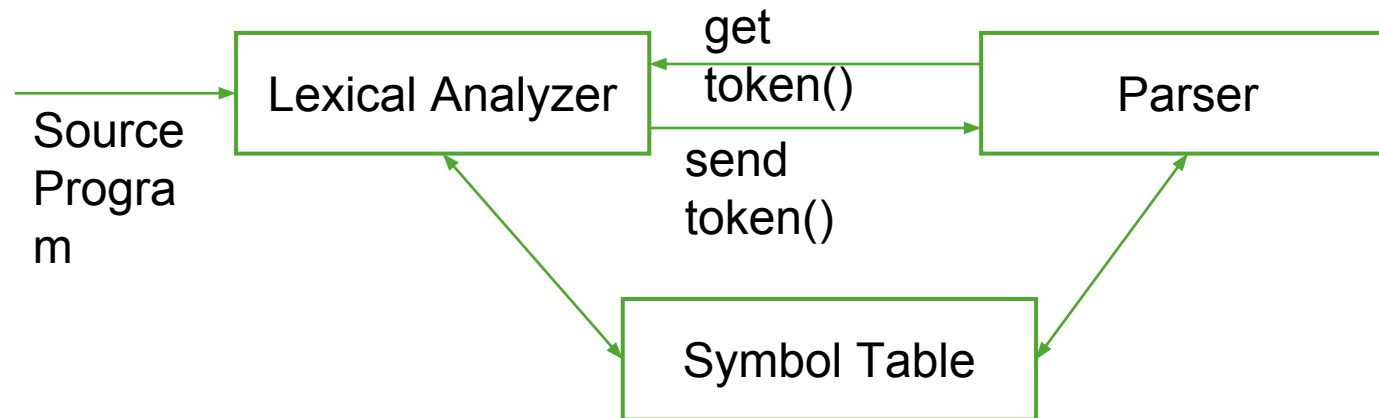 get
token()
Lexical Analyzer
Parser
Source
Progra
m
send
token()
Symbol Table